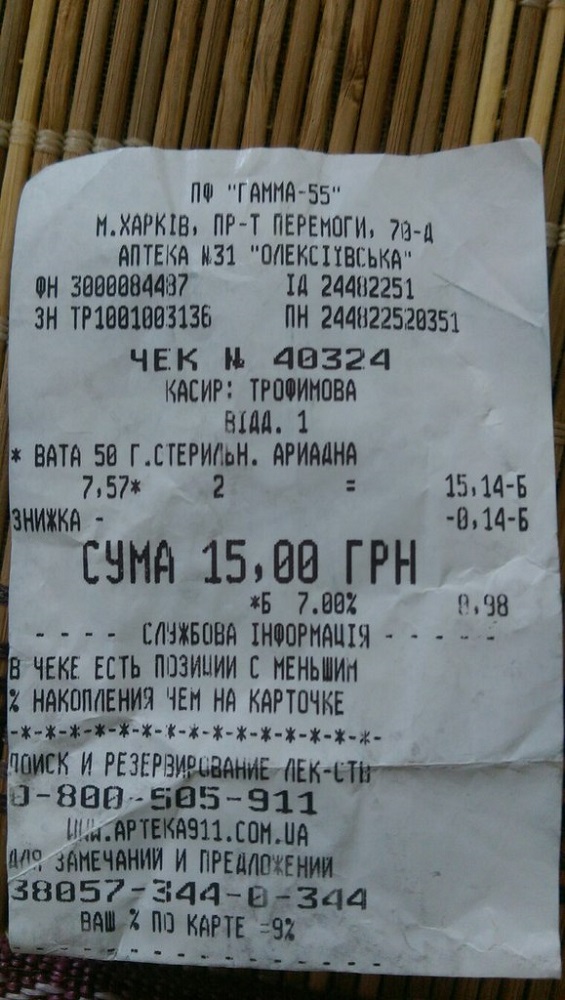 ПФ "ГАММА-55"
М.ХАРКІВ, ПР-Т ПЕРЕМОГИ, 70-Д
АПТЕКА №31 "ОЛЕКСІЇВСЬКА"
ФН 3000084487 ІД 24482251
ЗН ТР1001003136 ПН 244822520351
ЧЕК № 40324
КАСИР: ТРОФИМОВА
ВІДД. 1
* ВАТА 50 Г.СТЕРИЛЬН. АРИАДНА
7,57* 2 = 15,14-Б
ЗНИЖКА - -0,14-Б
СУМА 15,00 ГРН
*Б 7.00% 0,98
- - - - СЛУЖБОВА ІНФОРМАЦІЯ - - - - -
В ЧЕКЕ ЕСТЬ ПОЗИЦИИ С МЕНЬШИМ
% НАКОПЛЕНИЯ ЧЕМ НА КАРТОЧКЕ
-*-*-*-*-*-*-*-*-*-*-*-*-*-*-*-
ПОИСК И РЕЗЕРВИРОВАНИЕ ЛЕК-СТВ
0-800-505-911
WWW.APTEKA911.COM.UA
ДЛЯ ЗАМЕЧАНИЙ И ПРЕДЛОЖЕНИЙ
38057-344-0-344
ВАШ % ПО КАРТЕ =9%
- - - - - - - - - - - - - - - -